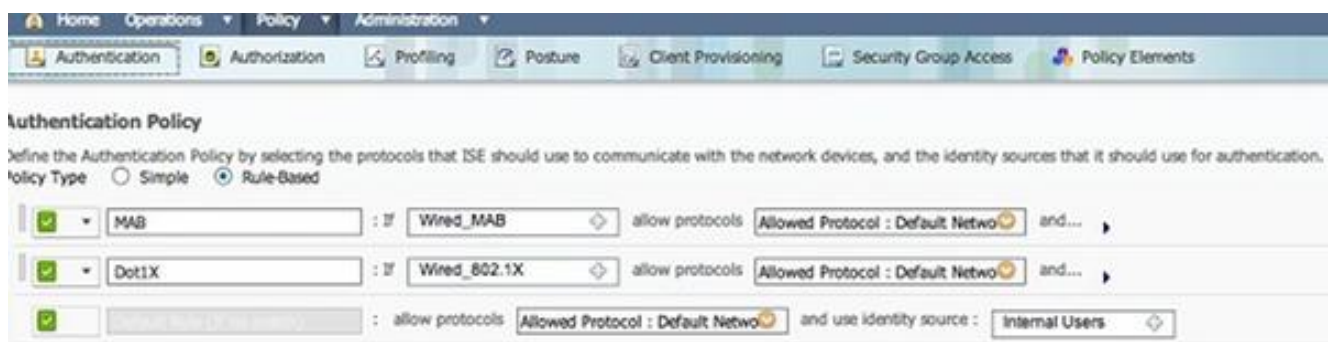 Home Operations ▼ Policy ▼ Administration ▼
Authentication Authorization Profiling Posture Client Provisioning Security Group Access Policy Elements
Authentication Policy
Define the Authentication Policy by selecting the protocols that ISE should use to communicate with the network devices, and the identity sources that it should use for authentication.
Policy Type Simple Rule-Based
MAB : If Wired_MAB allow protocols Allowed Protocol : Default Netwo and...
Dot1X : If Wired_802.1X allow protocols Allowed Protocol : Default Netwo and...
: allow protocols Allowed Protocol : Default Netwo and use identity source : Internal Users